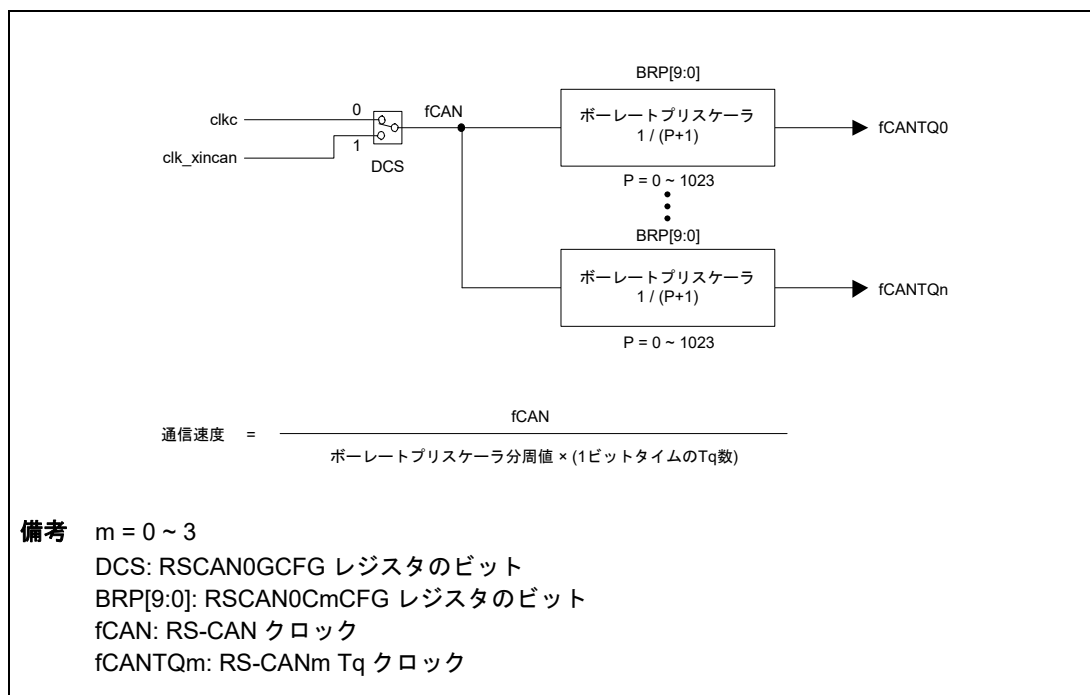 BRP[9:0]
clkc
0
fCAN
ボーレートプリスケーラ
1 / (P+1)
fCANTQ0
1
clk_xincan
DCS
P = 0 ~ 1023
BRP[9:0]
ボーレートプリスケーラ
1 / (P+1)
fCANTQn
P = 0 ~ 1023
fCAN
通信速度 =
ボーレートプリスケーラ分周値 × (1ビットタイムのTq数)
備考 m = 0 ~ 3
DCS: RSCAN0GCFG レジスタのビット
BRP[9:0]: RSCAN0CmCFG レジスタのビット
fCAN: RS-CAN クロック
fCANTQm: RS-CANm Tq クロック